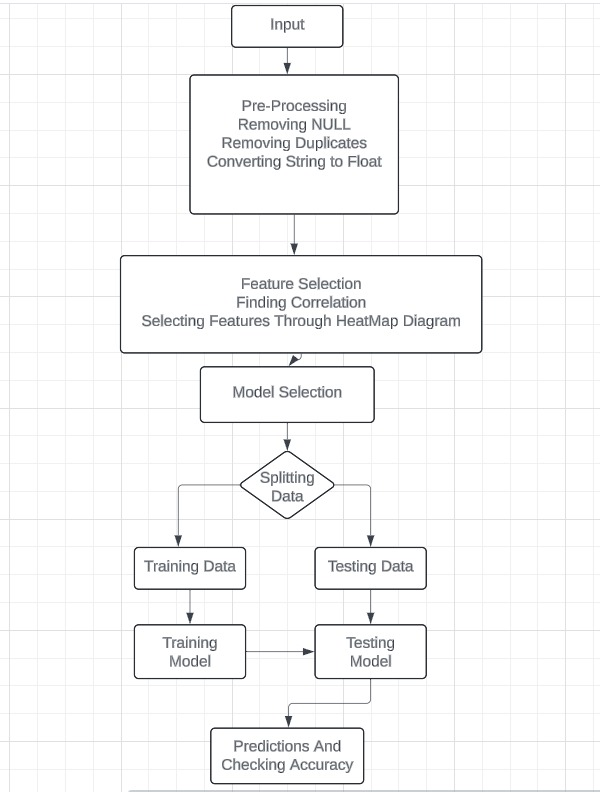 Input
Pre-Processing
Removing NULL
Removing Duplicates
Converting String to Float
Feature Selection
Finding Correlation
Selecting Features Through HeatMap Diagram
Model Selection
Splitting
Data
Training Data
Testing Data
Training
Model
Testing
Model
Predictions And
Checking Accuracy